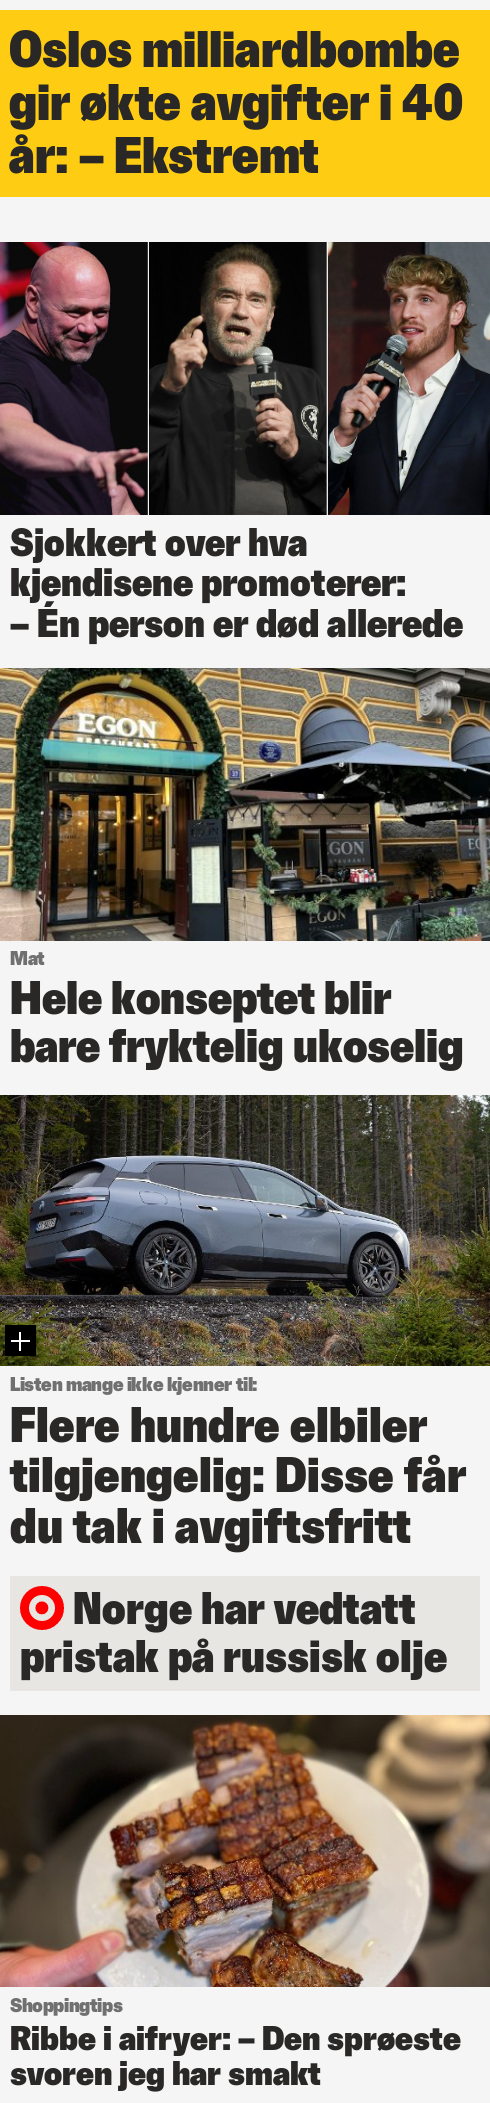 Oslos milliardbombe
gir økte avgifter i 40
år: – Ekstremt
Sjokkert over hva
kjendisene promoterer:
– Én person er død allerede
EGON
RESTAURANT
EGON
EGON
Mat
Hele konseptet blir
bare fryktelig ukoselig
Listen mange ikke kjenner til:
Flere hundre elbiler
tilgjengelig: Disse får
du tak i avgiftsfritt
Norge har vedtatt
pristak på russisk olje
Shoppingtips
Ribbe i aifryer: – Den sprøeste
svoren jeg har smakt